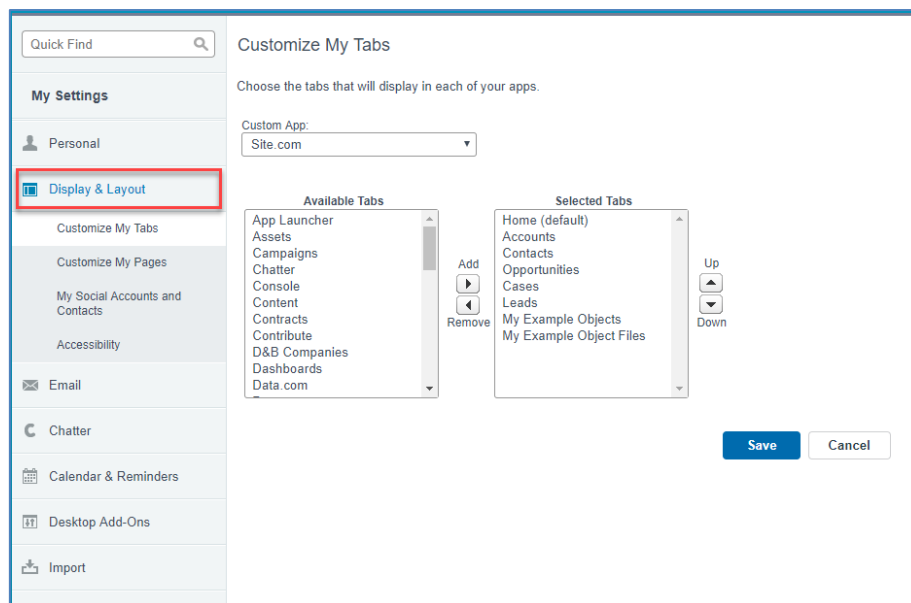 Quick Find
My Settings
Personal
Display & Layout
Customize My Tabs
Customize My Pages
My Social Accounts and
Contacts
Accessibility
Email
Chatter
Calendar & Reminders
Desktop Add-Ons
Import
Customize My Tabs
Choose the tabs that will display in each of your apps.
Custom App:
Site.com
Available Tabs
App Launcher
Assets
Campaigns
Chatter
Console
Content
Contracts
Contribute
D&B Companies
Dashboards
Data.com
Add
Remove
Selected Tabs
Home (default)
Accounts
Contacts
Opportunities
Cases
Leads
My Example Objects
My Example Object Files
Up
Down
Save
Cancel